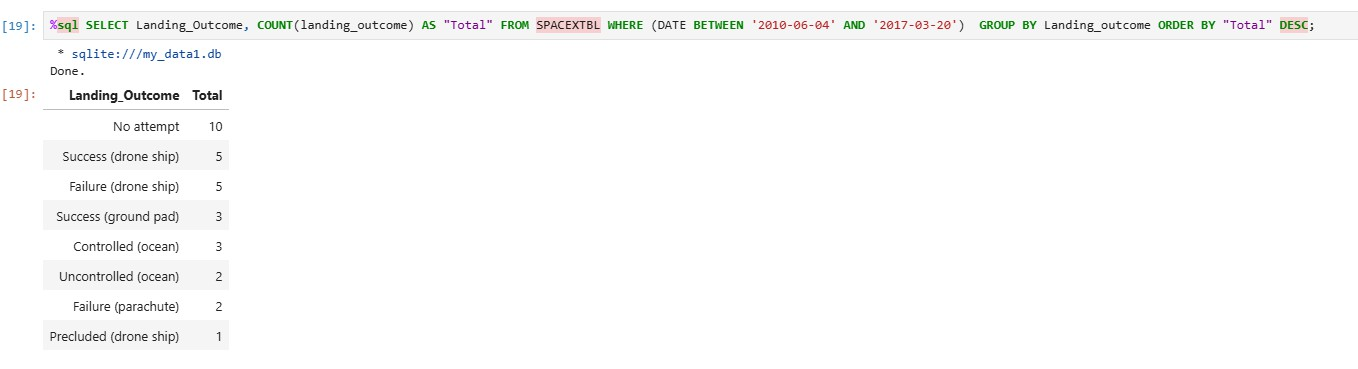 [19]: %sql SELECT Landing_Outcome, COUNT(landing_outcome) AS "Total" FROM SPACEXTBL WHERE (DATE BETWEEN '2010-06-04' AND '2017-03-20')  GROUP BY Landing_outcome ORDER BY "Total" DESC;
* sqlite:///my_data1.db
Done.
[19]: Landing_Outcome Total
No attempt 10
Success (drone ship) 5
Failure (drone ship) 5
Success (ground pad) 3
Controlled (ocean) 3
Uncontrolled (ocean) 2
Failure (parachute) 2
Precluded (drone ship) 1